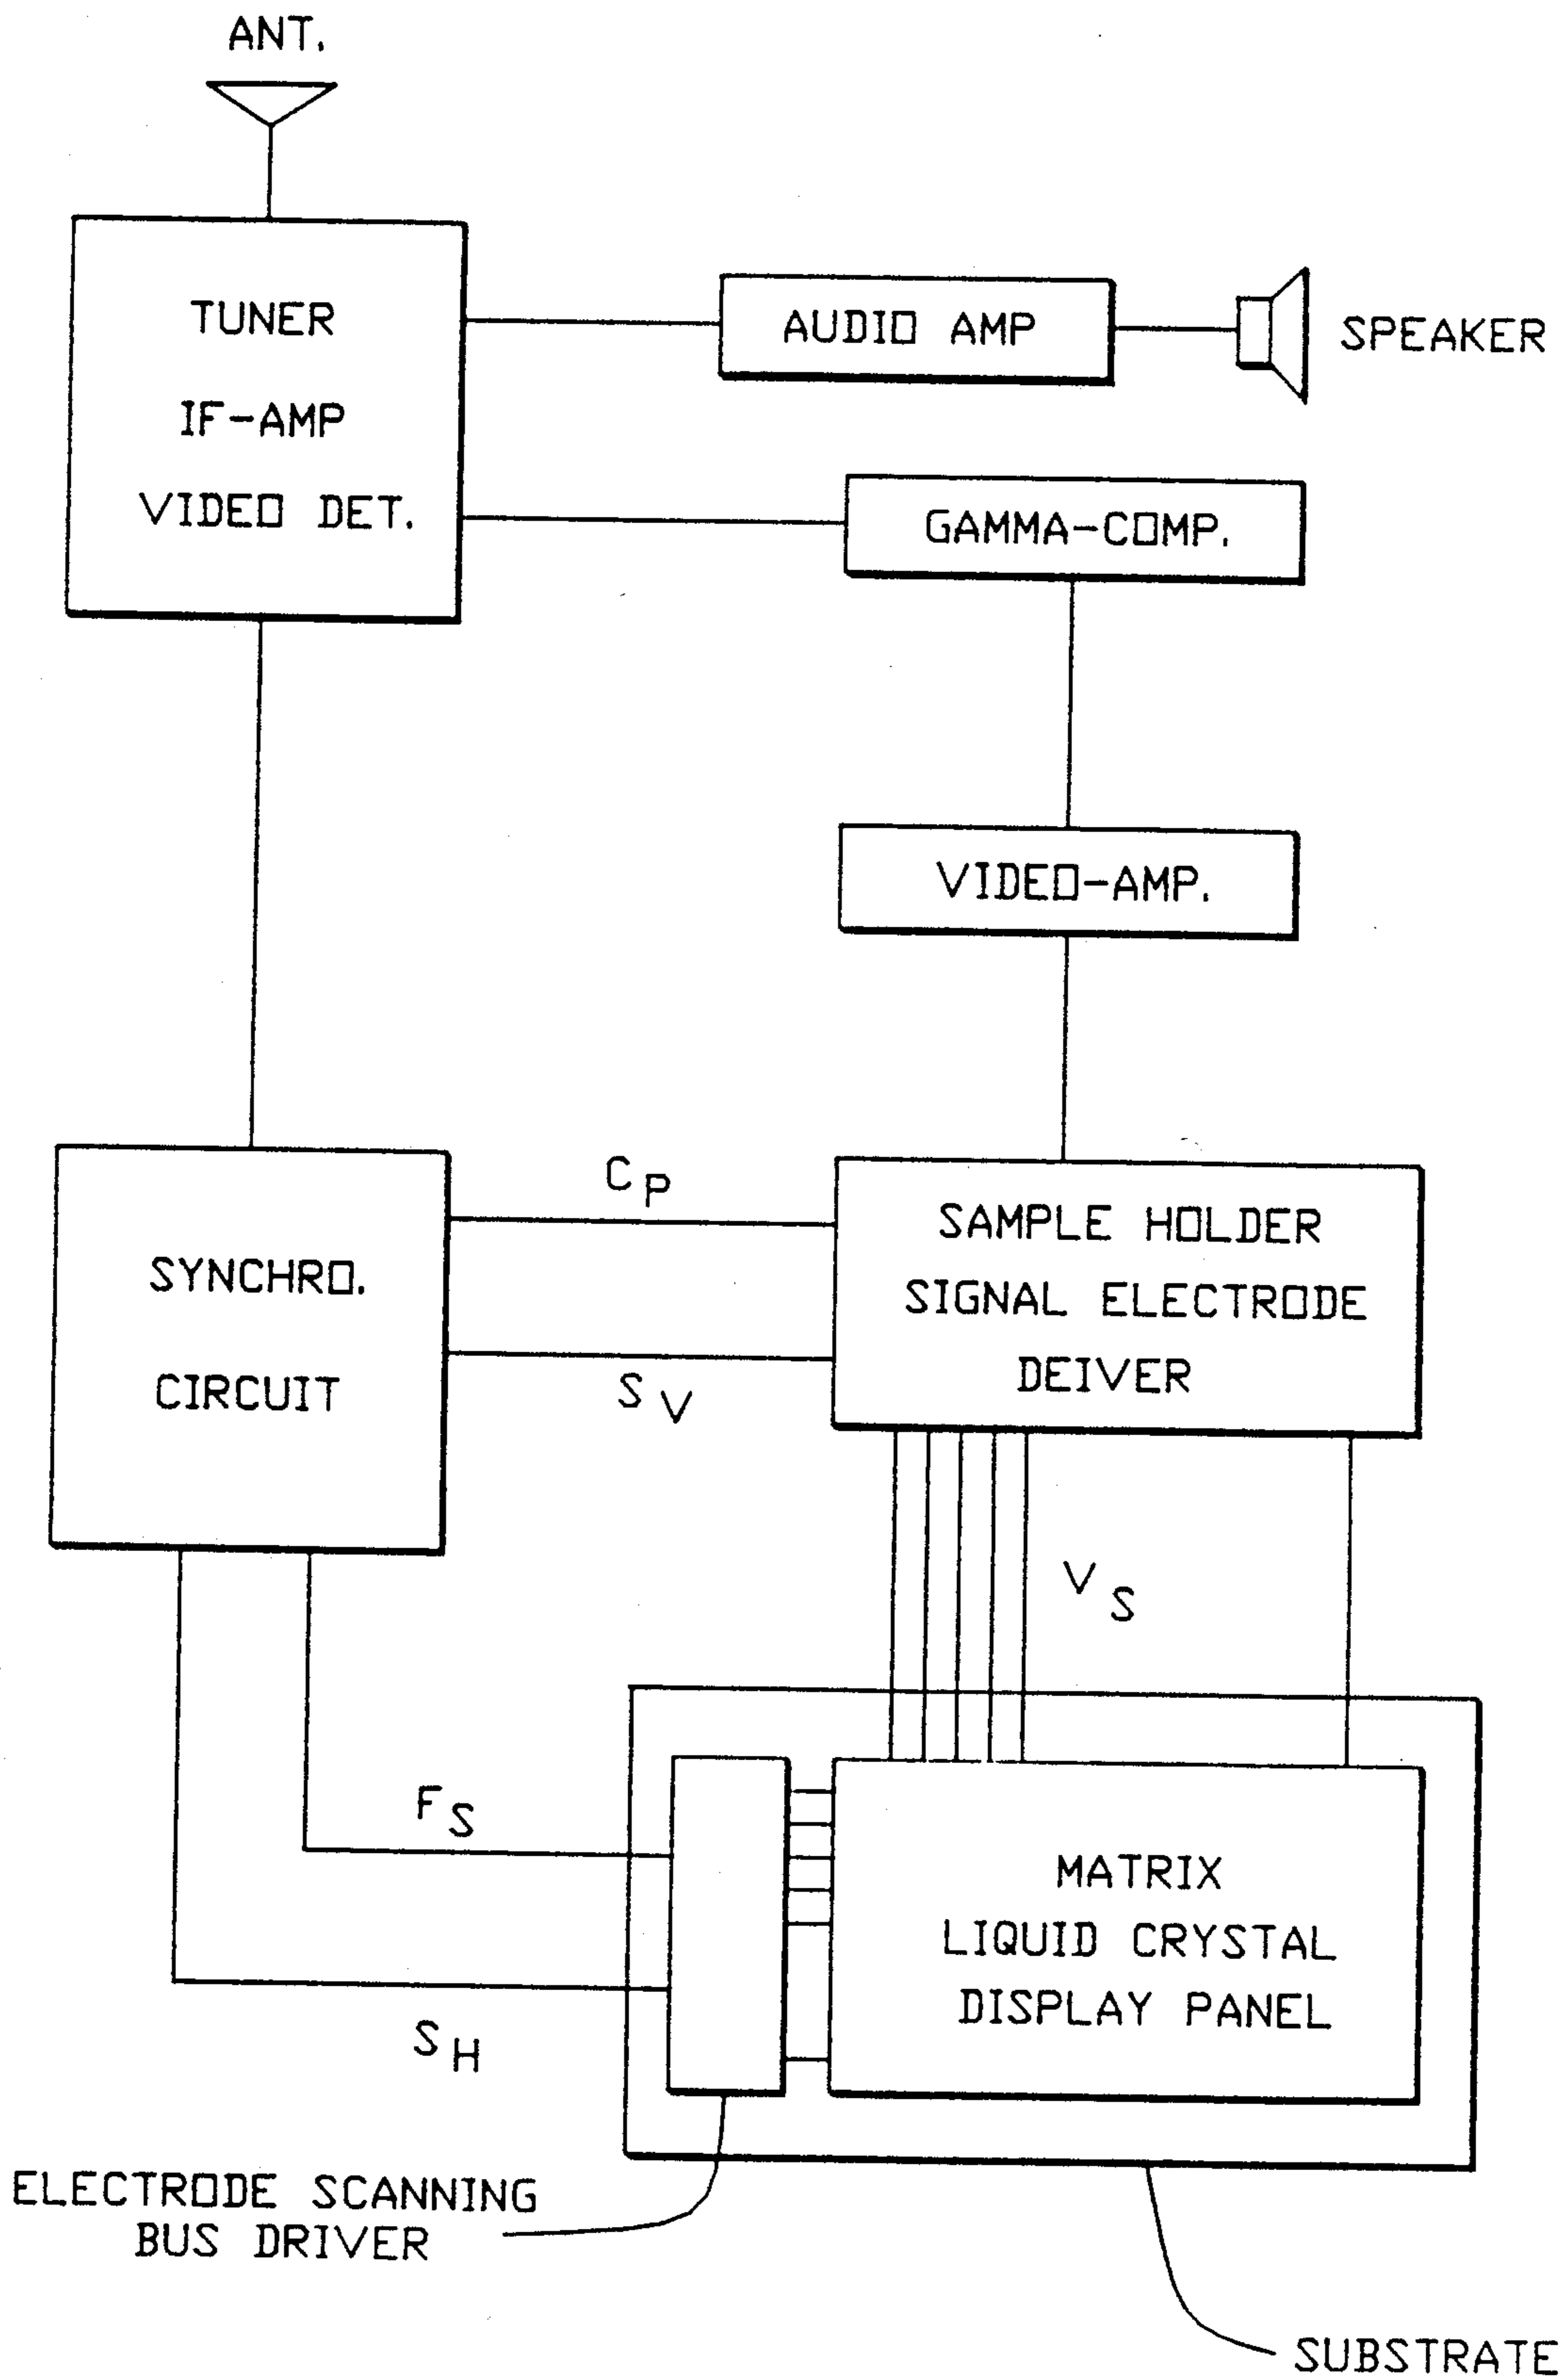 ANT.
TUNER
IF-AMP
VIDEO DET.
AUDIO AMP
SPEAKER
GAMMA-COMP.
VIDEO-AMP.
SYNCHRO.
CIRCUIT
CP
SV
SAMPLE HOLDER
SIGNAL ELECTRODE
DEIVER
VS
FS
SH
MATRIX
LIQUID CRYSTAL
DISPLAY PANEL
ELECTRODE SCANNING
BUS DRIVER
SUBSTRATE